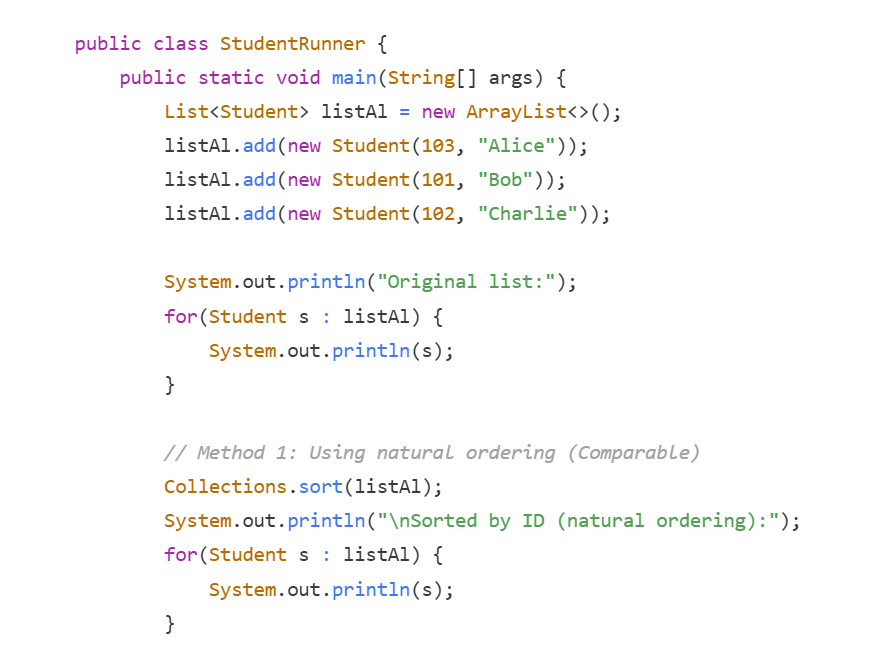 public class StudentRunner {
    public static void main(String[] args) {
        List<Student> listAl = new ArrayList<>();
        listAl.add(new Student(103, "Alice"));
        listAl.add(new Student(101, "Bob"));
        listAl.add(new Student(102, "Charlie"));

        System.out.println("Original list:");
        for(Student s : listAl) {
            System.out.println(s);
        }

        // Method 1: Using natural ordering (Comparable)
        Collections.sort(listAl);
        System.out.println("\nSorted by ID (natural ordering):");
        for(Student s : listAl) {
            System.out.println(s);
        }